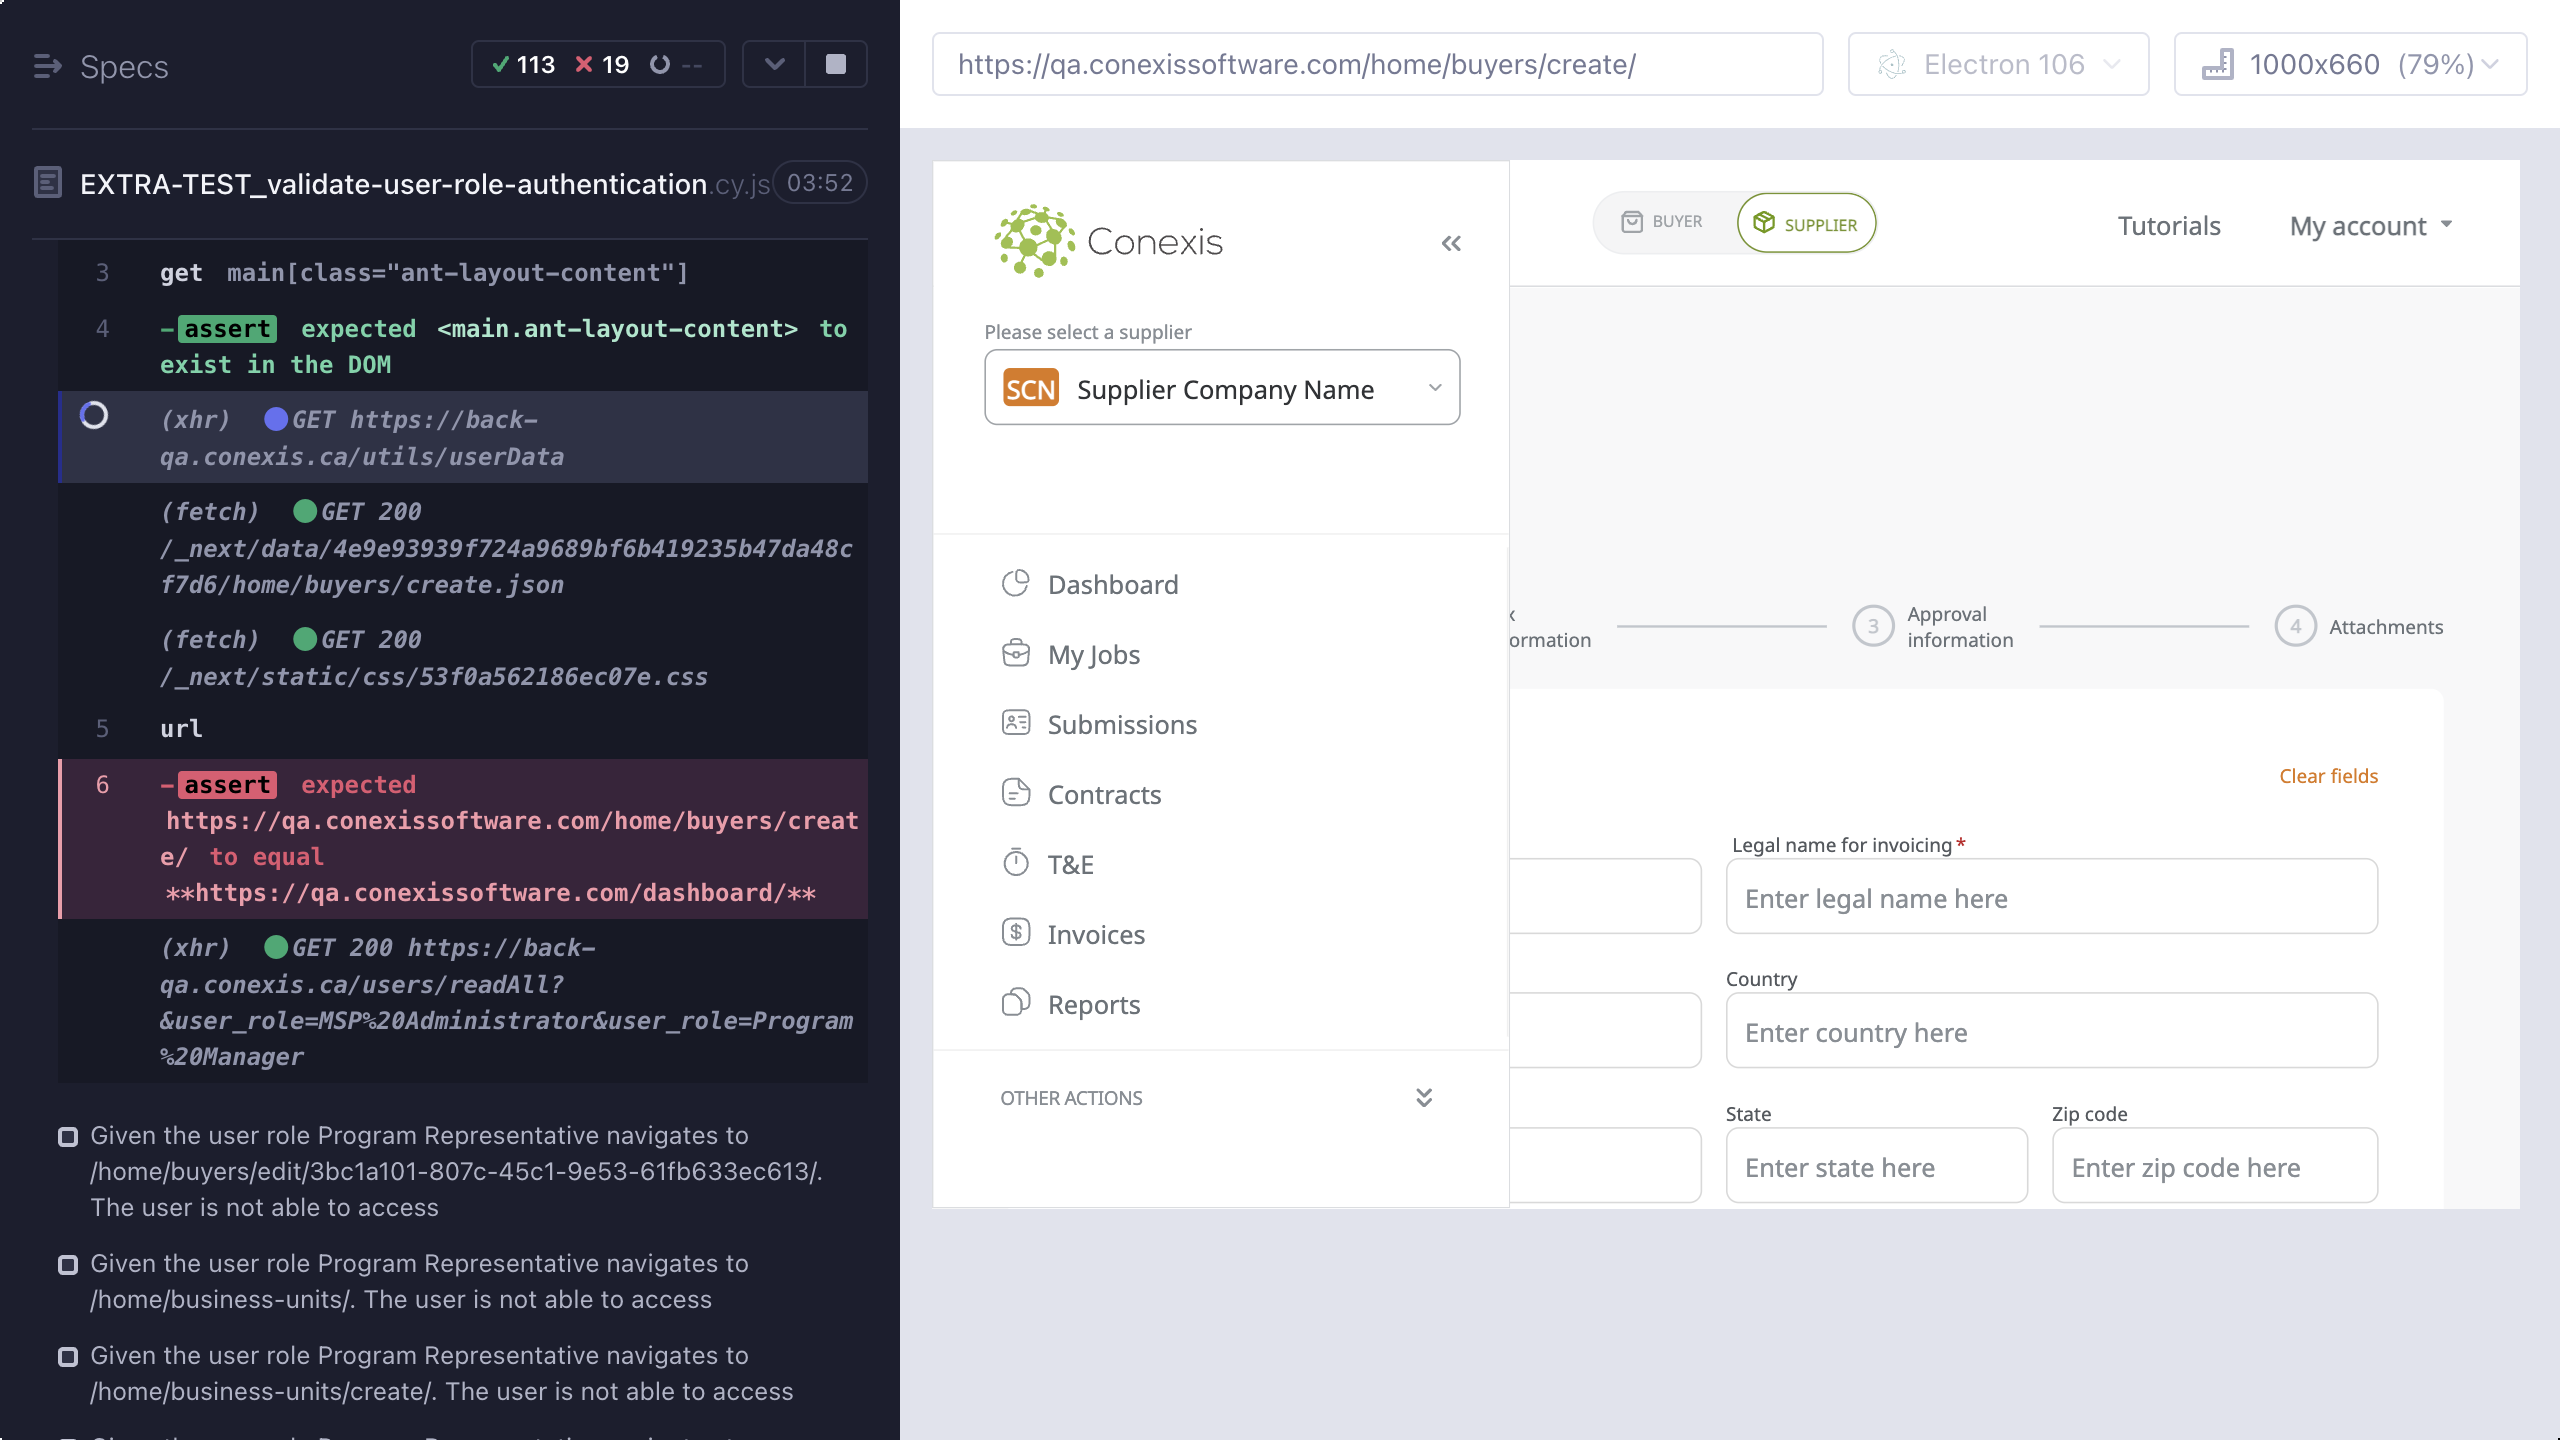 Specs
113
19
--
EXTRA-TEST_validate-user-role-authentication.cy.js
03:52
3 get main[class="ant-layout-content"]
4 -assert expected <main.ant-layout-content> to
exist in the DOM
(xhr) GET https://back-
qa.conexis.ca/utils/userData
(fetch) GET 200
/_next/data/4e9e93939f724a9689bf6b419235b47da48c
f7d6/home/buyers/create.json
(fetch) GET 200
/_next/static/css/53f0a562186ec07e.css
5 url
6 -assert expected
https://qa.conexissoftware.com/home/buyers/creat
e/ to equal
**https://qa.conexissoftware.com/dashboard/**
(xhr) GET 200 https://back-
qa.conexis.ca/users/readAll?
&user_role=MSP%20Administrator&user_role=Program
%20Manager
Given the user role Program Representative navigates to
/home/buyers/edit/3bc1a101-807c-45c1-9e53-61fb633ec613/.
The user is not able to access
Given the user role Program Representative navigates to
/home/business-units/. The user is not able to access
Given the user role Program Representative navigates to
/home/business-units/create/. The user is not able to access
https://qa.conexissoftware.com/home/buyers/create/
Electron 106
1000x660 (79%)
Conexis
BUYER
SUPPLIER
Tutorials
My account
Please select a supplier
SCN Supplier Company Name
Dashboard
My Jobs
Submissions
Contracts
T&E
Invoices
Reports
OTHER ACTIONS
ormation
3
Approval
information
4
Attachments
Clear fields
Legal name for invoicing *
Enter legal name here
Country
Enter country here
State
Zip code
Enter state here
Enter zip code here